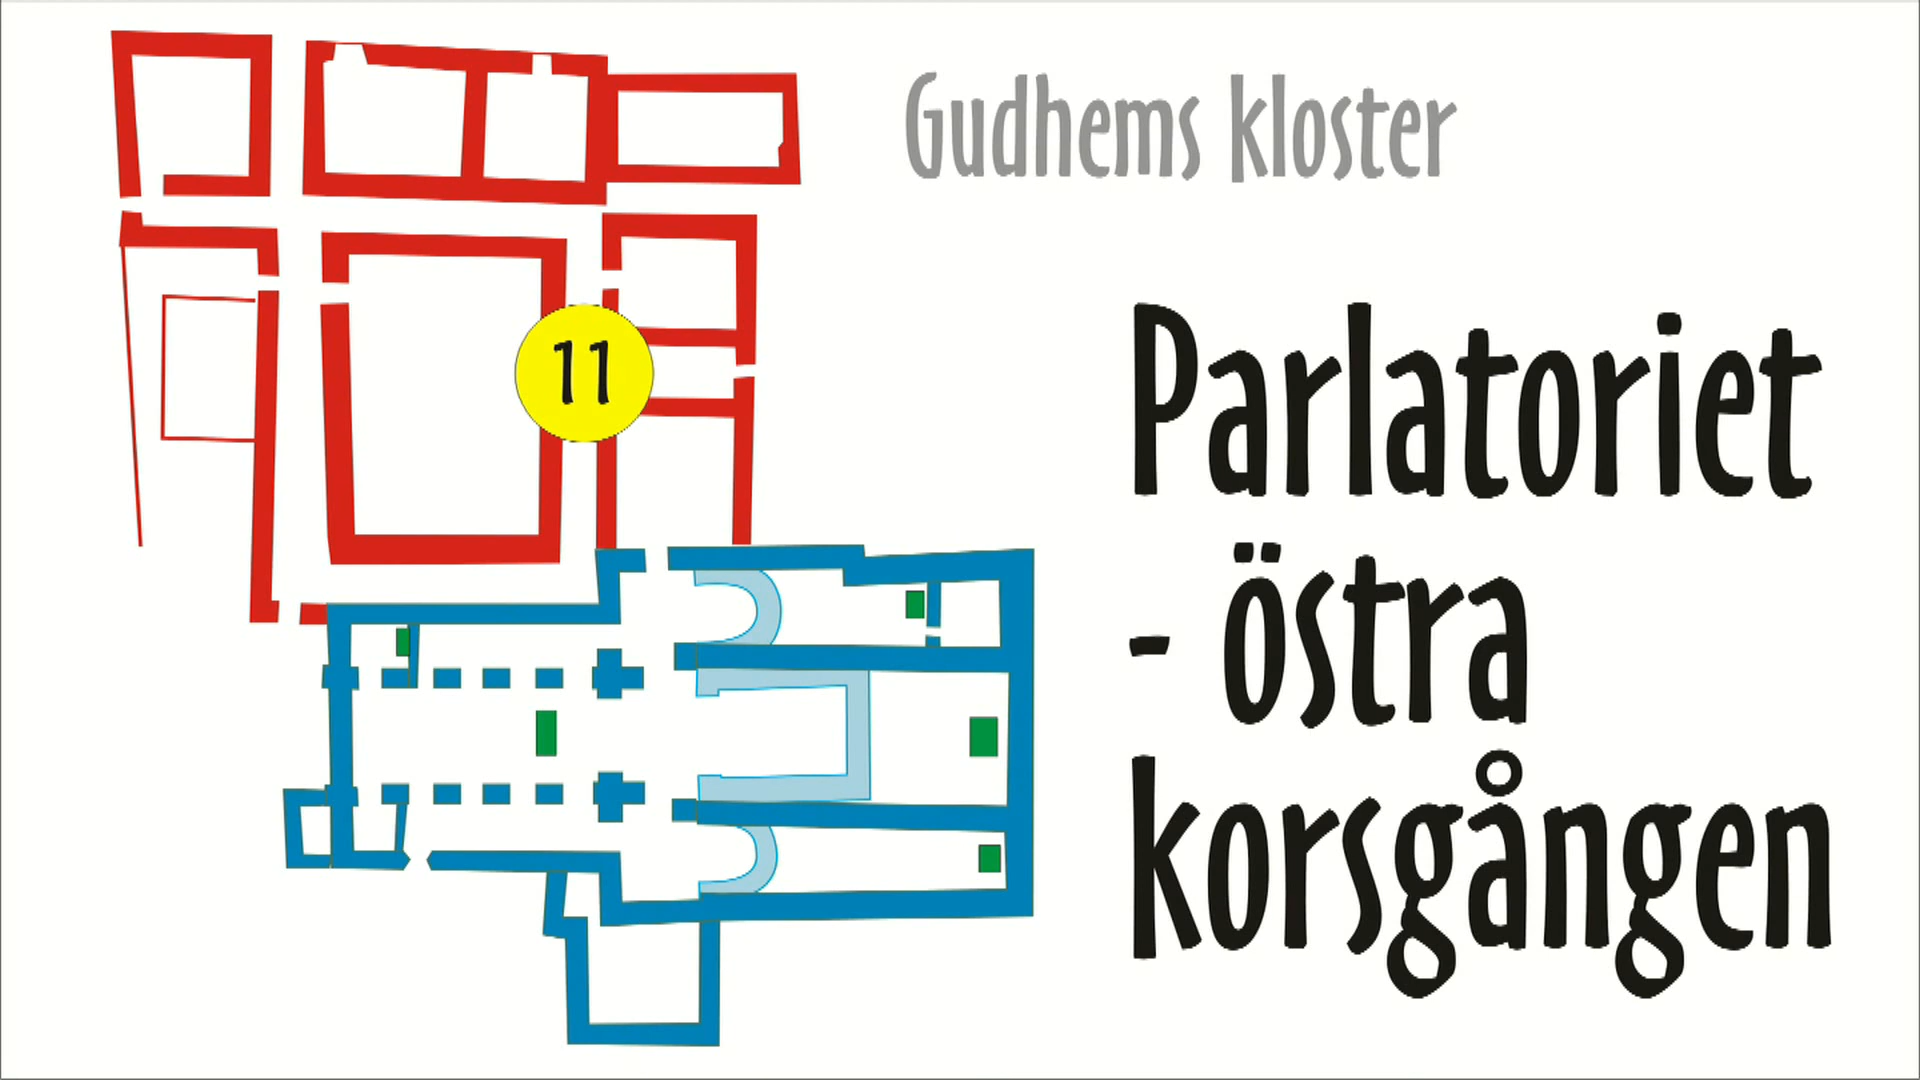 Gudhems kloster
11
Parlatoriet
- östra
korsgången